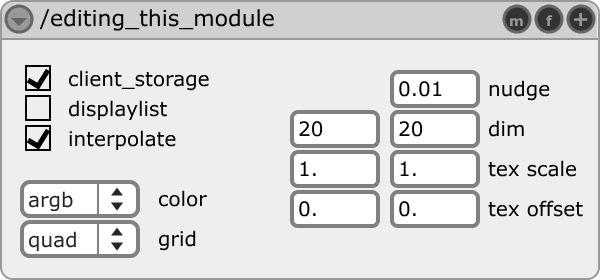 /editing_this_module m f +
client_storage
displaylist
interpolate
argb color
quad grid
0.01 nudge
20 20 dim
1. 1. tex scale
0. 0. tex offset